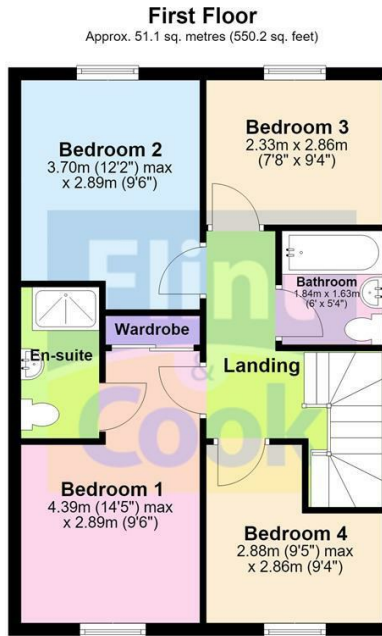 First Floor
Approx. 51.1 sq. metres (550.2 sq. feet)
Bedroom 2
3.70m (12'2") max
x 2.89m (9'6")
Bedroom 3
2.33m x 2.86m
(7'8" x 9'4")
Bathroom
1.84m x 1.63m
(6' x 5'4")
Flint
&
Cook
Wardrobe
En-suite
Landing
Bedroom 1
4.39m (14'5") max
x 2.89m (9'6")
Bedroom 4
2.88m (9'5") max
x 2.86m (9'4")